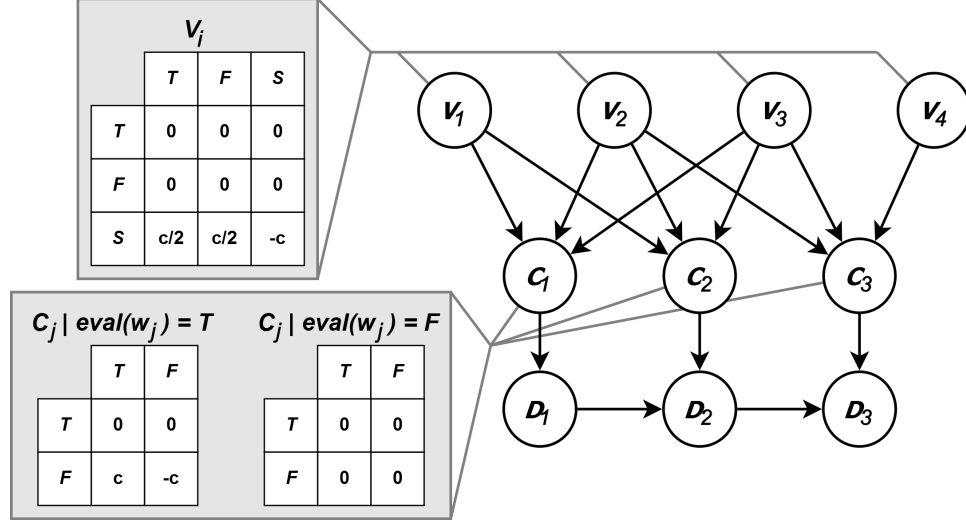 V_i
T F S
T 0 0 0
F 0 0 0
S c/2 c/2 -c
V_1 V_2 V_3 V_4
C_1 C_2 C_3
C_j | eval(w_j) = T
T F
T 0 0
F c -c
C_j | eval(w_j) = F
T F
T 0 0
F 0 0
D_1 D_2 D_3